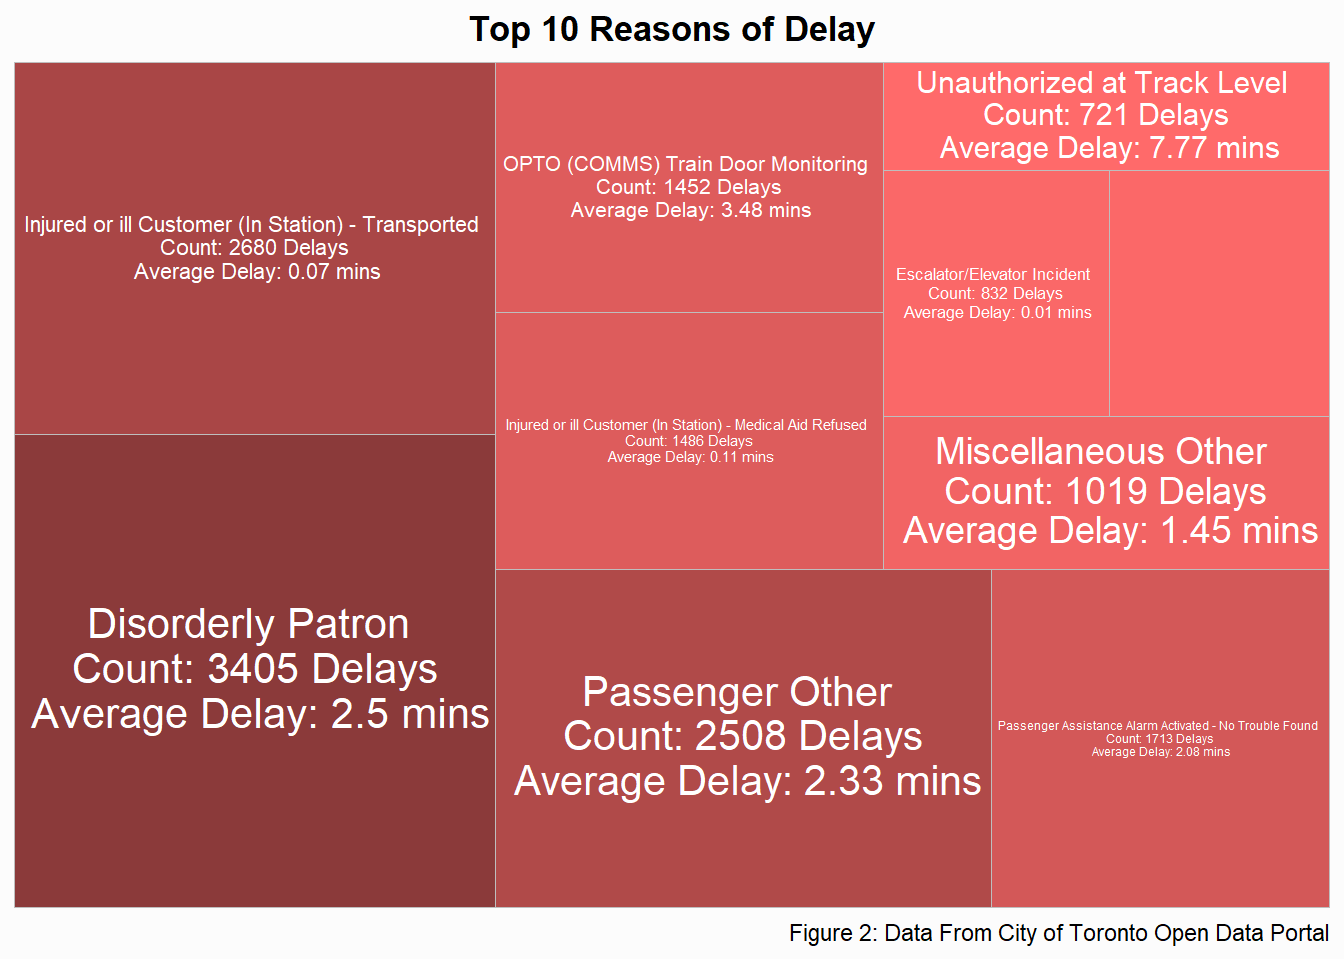 Top 10 Reasons of Delay
Injured or ill Customer (In Station) - Transported
Count: 2680 Delays
Average Delay: 0.07 mins
Disorderly Patron
Count: 3405 Delays
Average Delay: 2.5 mins
OPTO (COMMS) Train Door Monitoring
Count: 1452 Delays
Average Delay: 3.48 mins
Injured or ill Customer (In Station) - Medical Aid Refused
Count: 1486 Delays
Average Delay: 0.11 mins
Unauthorized at Track Level
Count: 721 Delays
Average Delay: 7.77 mins
Escalator/Elevator Incident
Count: 832 Delays
Average Delay: 0.01 mins
Miscellaneous Other
Count: 1019 Delays
Average Delay: 1.45 mins
Passenger Other
Count: 2508 Delays
Average Delay: 2.33 mins
Passenger Assistance Alarm Activated - No Trouble Found
Count: 1713 Delays
Average Delay: 2.08 mins
Figure 2: Data From City of Toronto Open Data Portal